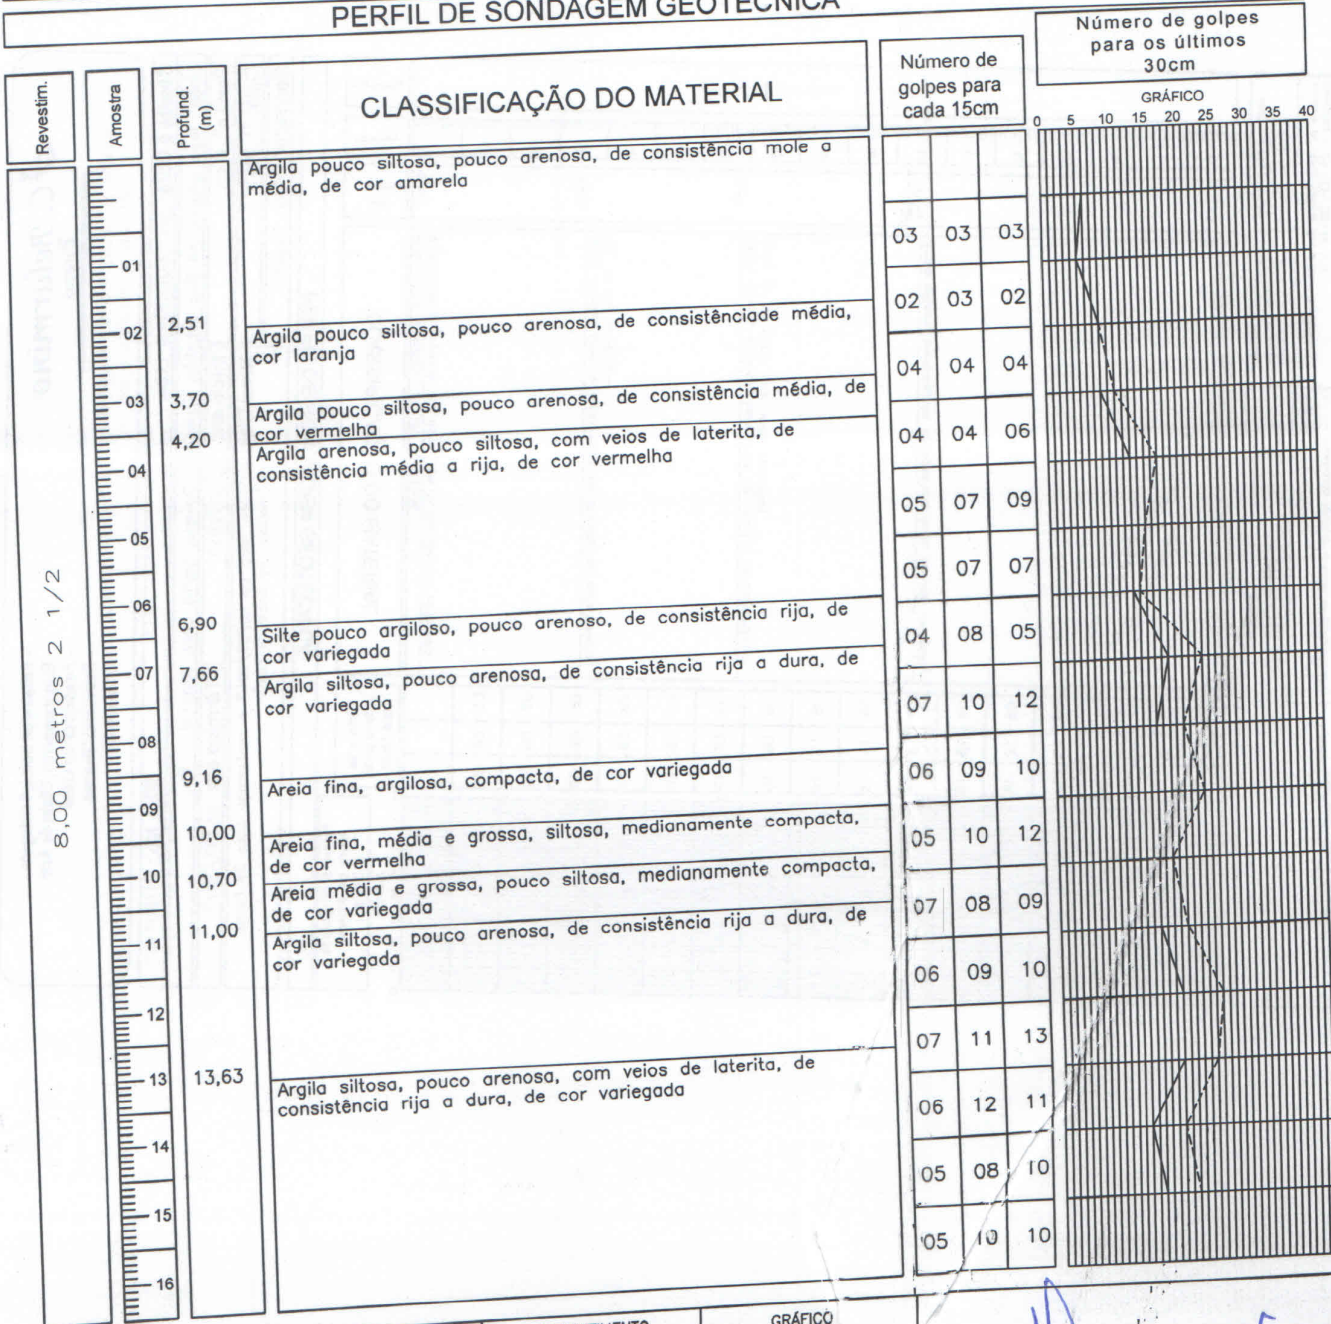 PERFIL DE SONDAGEM GEOTÉCNICA
Revestim.
Amostra
Profund.
(m)
CLASSIFICAÇÃO DO MATERIAL
Número de
golpes para
cada 15cm
Número de golpes
para os últimos
30cm
GRÁFICO
0 5 10 15 20 25 30 35 40
8,00 metros 2 1/2
Argila pouco siltosa, pouco arenosa, de consistência mole a
média, de cor amarela
03 03 03
01
02 03 02
02
2,51
Argila pouco siltosa, pouco arenosa, de consistênciade média,
cor laranja
04 04 04
03
3,70
Argila pouco siltosa, pouco arenosa, de consistência média, de
cor vermelha
04 04 06
4,20
Argila arenosa, pouco siltosa, com veios de laterita, de
consistência média a rija, de cor vermelha
04
05 07 09
05
05 07 07
06
6,90
Silte pouco argiloso, pouco arenoso, de consistência rija, de
cor variegada
04 08 05
07
7,66
Argila siltosa, pouco arenosa, de consistência rija a dura, de
cor variegada
07 10 12
08
9,16
Areia fina, argilosa, compacta, de cor variegada
06 09 10
09
10,00
Areia fina, média e grossa, siltosa, medianamente compacta,
de cor vermelha
05 10 12
10
10,70
Areia média e grossa, pouco siltosa, medianamente compacta,
de cor variegada
07 08 09
11
11,00
Argila siltosa, pouco arenosa, de consistência rija a dura, de
cor variegada
06 09 10
12
07 11 13
13
13,63
Argila siltosa, pouco arenosa, com veios de laterita, de
consistência rija a dura, de cor variegada
06 12 11
14
05 08 10
15
05 10 10
16
GRÁFICO